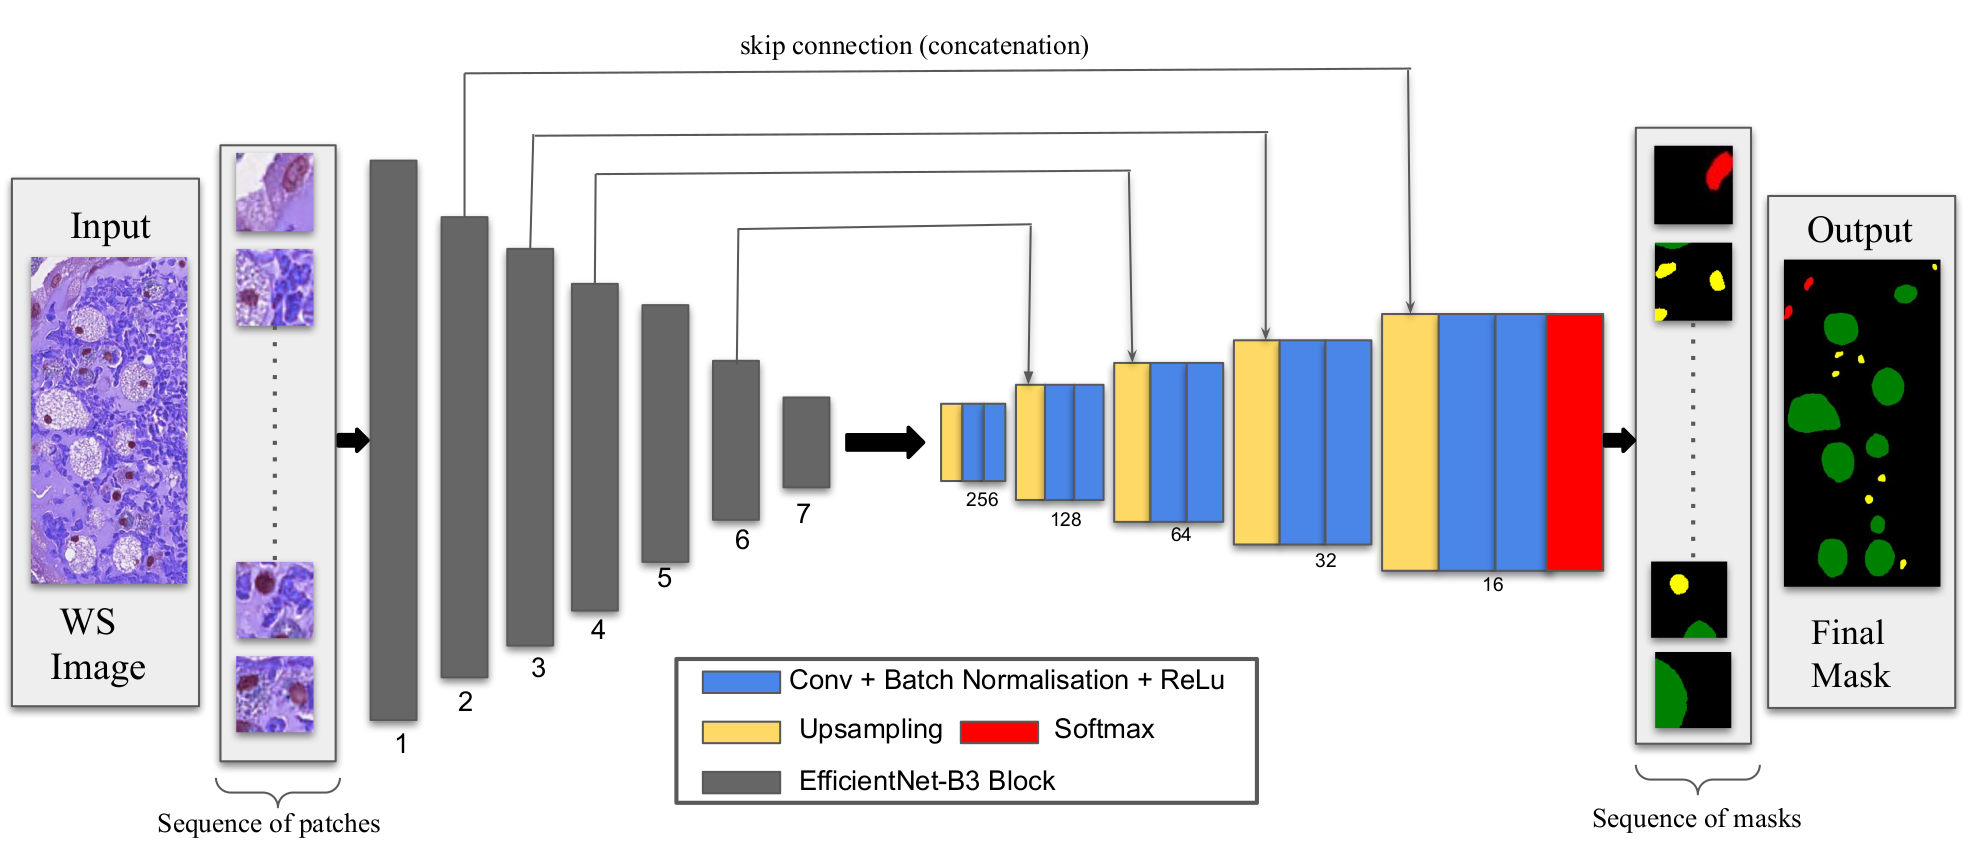 skip connection (concatenation)
Input
WS
Image
Sequence of patches
1
2
3
4
5
6
7
256
128
64
32
16
Conv + Batch Normalisation + ReLu
Upsampling
Softmax
EfficientNet-B3 Block
Sequence of masks
Output
Final
Mask